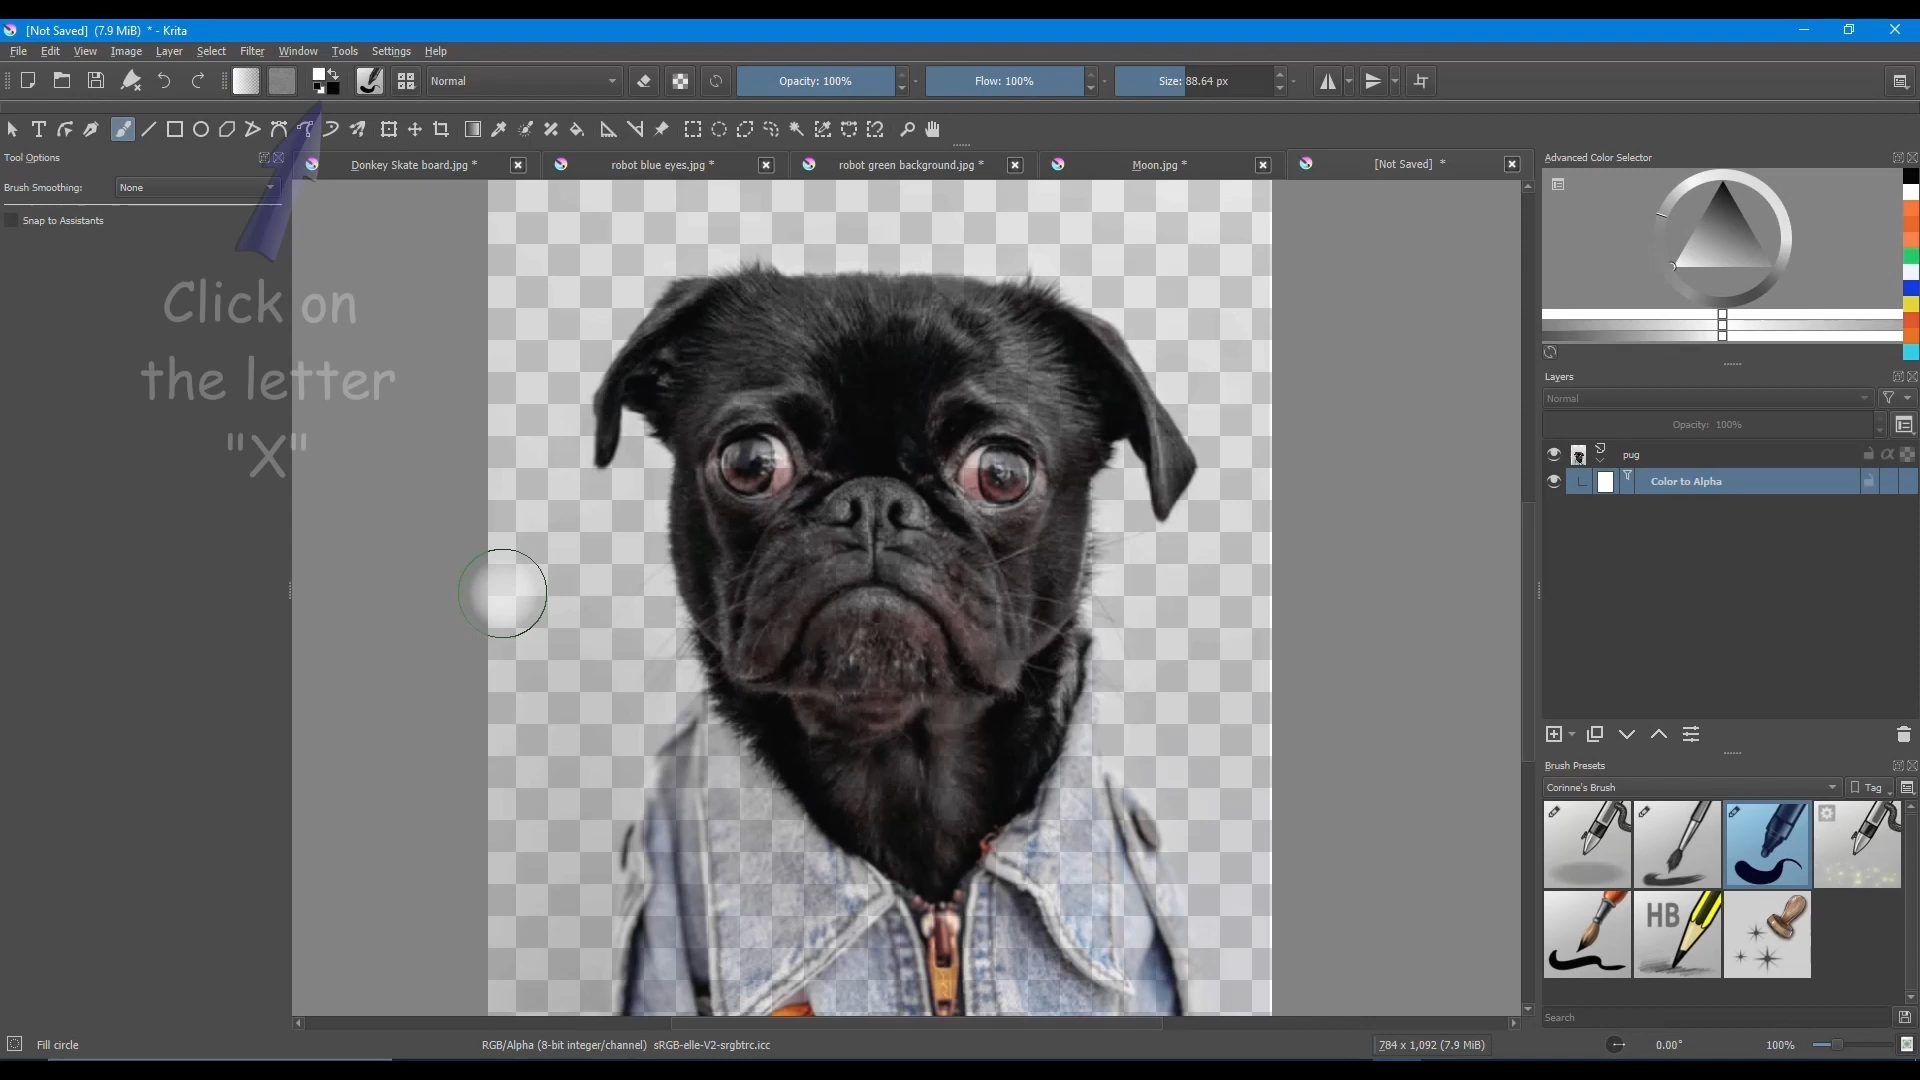 [Not Saved] (7.9 MiB) * - Krita
File Edit View Image Layer Select Filter Window Tools Settings Help
Normal
Opacity: 100%
Flow: 100%
Size: 88.64 px
Tool Options
Donkey Skate board.jpg *
robot blue eyes.jpg *
robot green background.jpg *
Moon.jpg *
[Not Saved] *
Advanced Color Selector
Brush Smoothing: None
Snap to Assistants
Click on
the letter
"X"
Layers
Normal
Opacity: 100%
pug
Color to Alpha
Brush Presets
Corinne's Brush
Tag
HB
Search
Fill circle
RGB/Alpha (8-bit integer/channel) sRGB-elle-V2-srgbtrc.icc
784 x 1,092 (7.9 MiB)
0.00°
100%